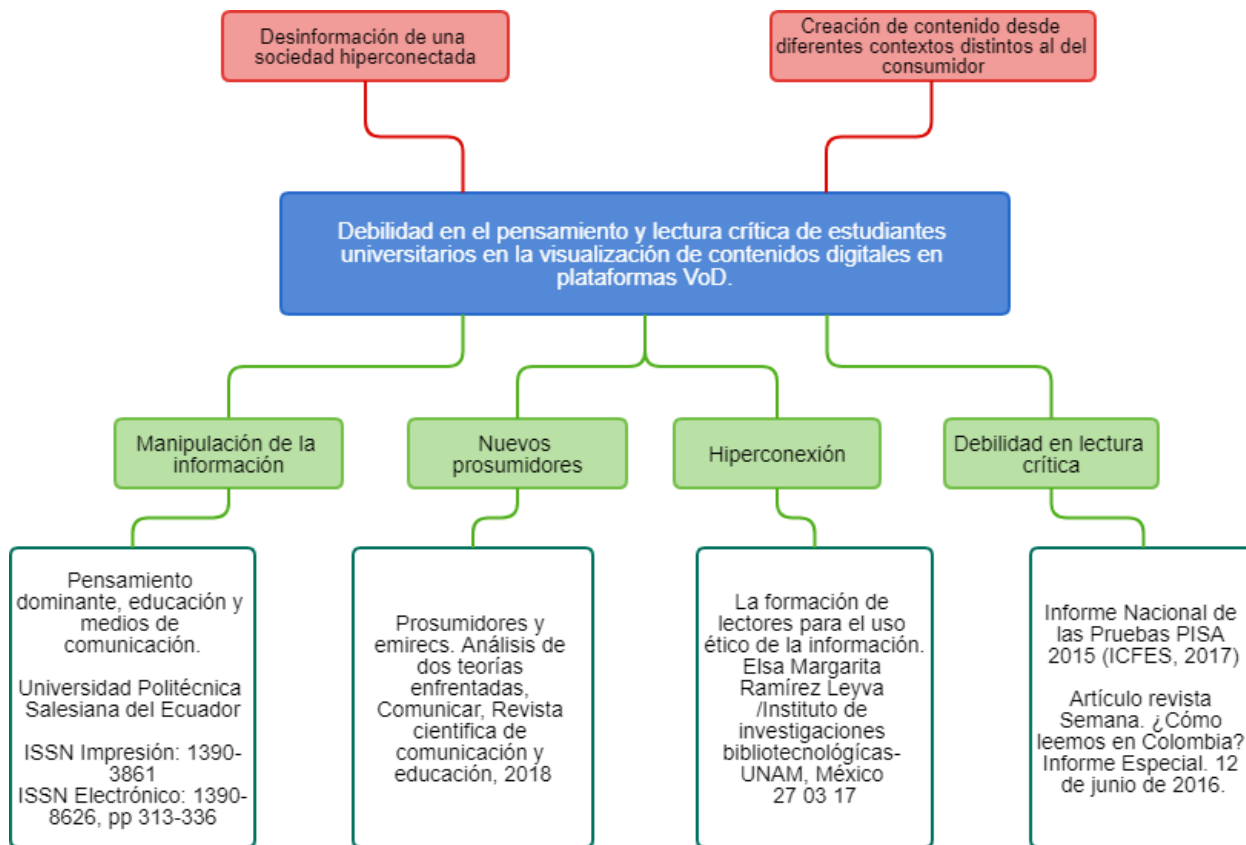 Desinformación de una
sociedad hiperconectada
Creación de contenido desde
diferentes contextos distintos al del
consumidor
Debilidad en el pensamiento y lectura crítica de estudiantes
universitarios en la visualización de contenidos digitales en
plataformas VoD.
Manipulación de la
información
Nuevos
prosumidores
Hiperconexión
Debilidad en lectura
crítica
Pensamiento
dominante, educación y
medios de
comunicación.
Universidad Politécnica
Salesiana del Ecuador
ISSN Impresión: 1390-
3861
ISSN Electrónico: 1390-
8626, pp 313-336
Prosumidores y
emirecs. Análisis de
dos teorías
enfrentadas,
Comunicar, Revista
cientifica de
comunicación y
educación, 2018
La formación de
lectores para el uso
ético de la información.
Elsa Margarita
Ramírez Leyva
/Instituto de
investigaciones
bibliotecnológícas-
UNAM, México
27 03 17
Informe Nacional de
las Pruebas PISA
2015 (ICFES, 2017)
Artículo revista
Semana. ¿Cómo
leemos en Colombia?
Informe Especial. 12
de junio de 2016.